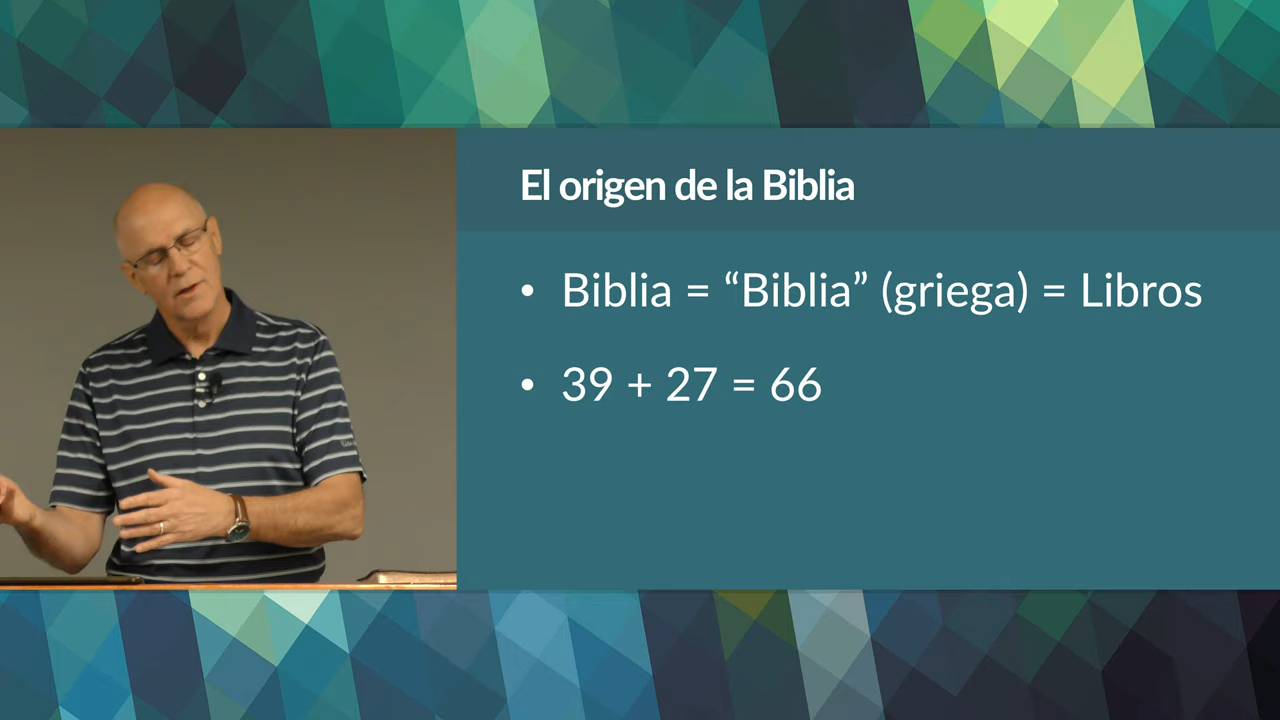 El origen de la Biblia
• Biblia = “Biblia” (griega) = Libros
• 39 + 27 = 66